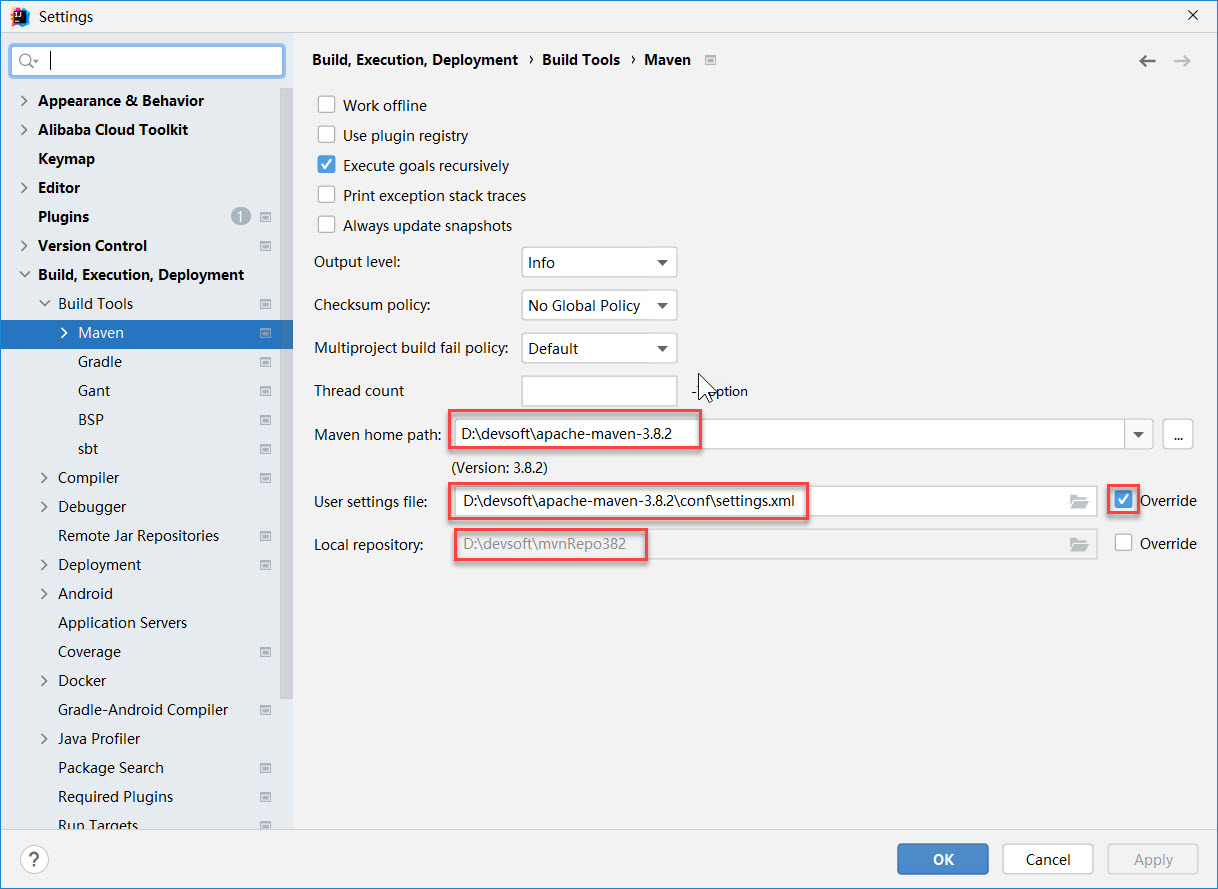 Settings
Appearance & Behavior
Alibaba Cloud Toolkit
Keymap
Editor
Plugins 1
Version Control
Build, Execution, Deployment
Build Tools
Maven
Gradle
Gant
BSP
sbt
Compiler
Debugger
Remote Jar Repositories
Deployment
Android
Application Servers
Coverage
Docker
Gradle-Android Compiler
Java Profiler
Package Search
Required Plugins
Run Targets
Build, Execution, Deployment › Build Tools › Maven
Work offline
Use plugin registry
Execute goals recursively
Print exception stack traces
Always update snapshots
Output level: Info
Checksum policy: No Global Policy
Multiproject build fail policy: Default
Thread count option
Maven home path: D:\devsoft\apache-maven-3.8.2 ...
(Version: 3.8.2)
User settings file: D:\devsoft\apache-maven-3.8.2\conf\settings.xml Override
Local repository: D:\devsoft\mvnRepo382 Override
? OK Cancel Apply